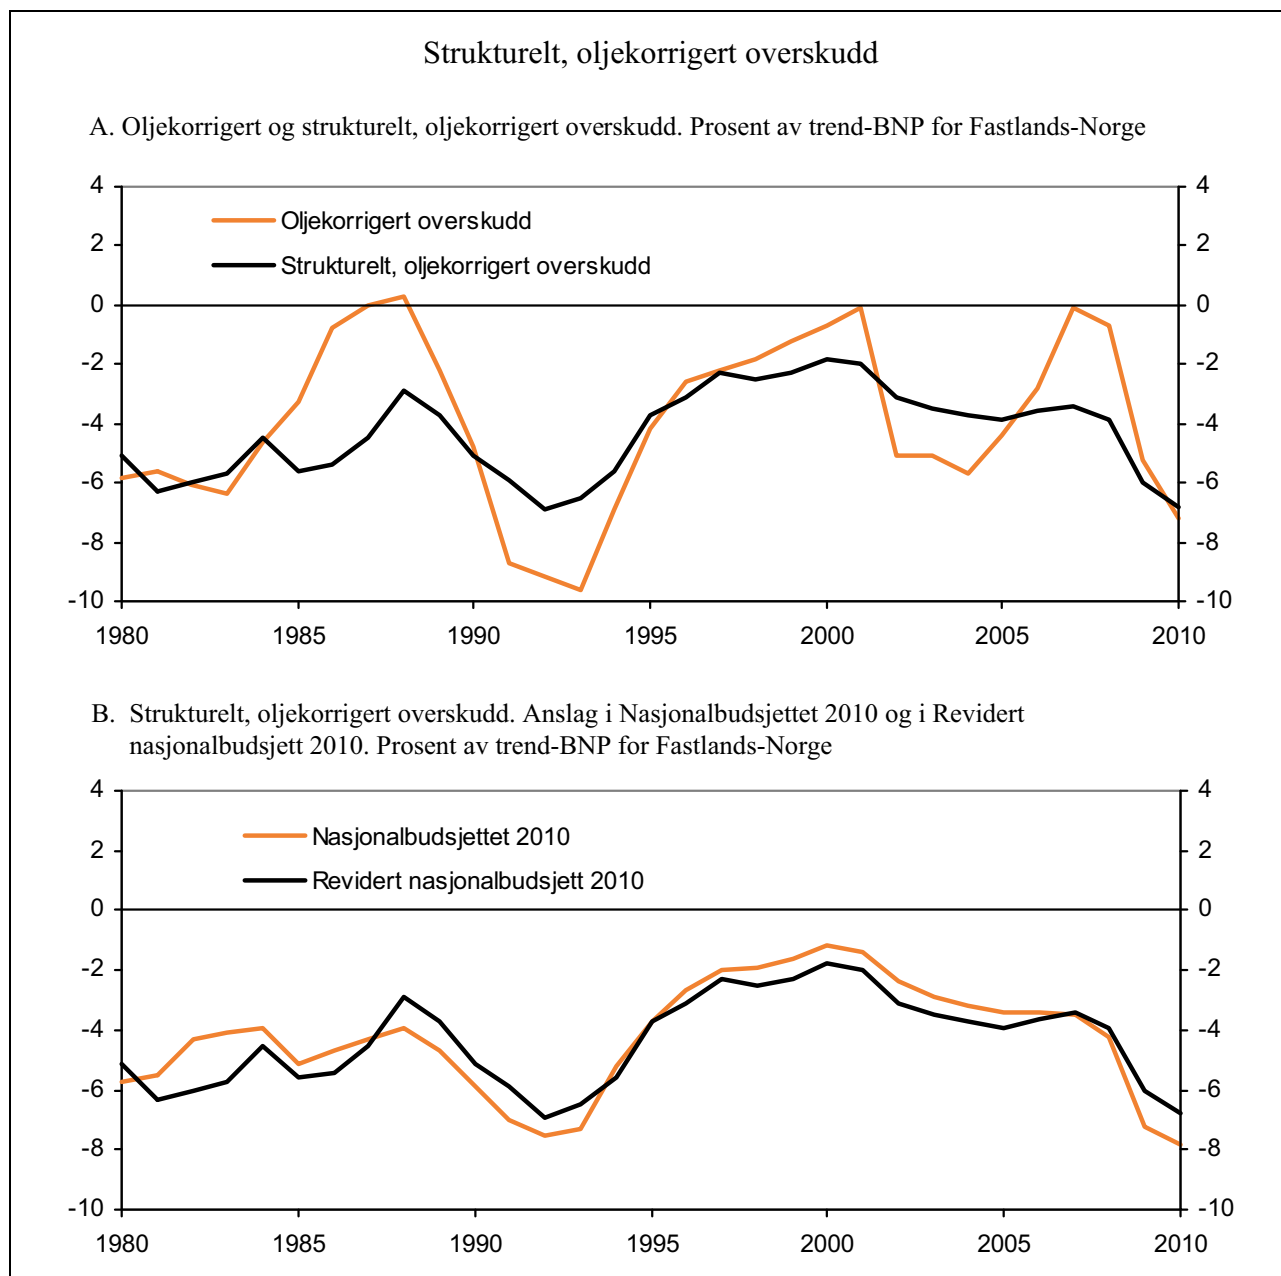 Strukturelt, oljekorrigert overskudd
A. Oljekorrigert og strukturelt, oljekorrigert overskudd. Prosent av trend-BNP for Fastlands-Norge
4 4
Oljekorrigert overskudd
2 2
Strukturelt, oljekorrigert overskudd
0 0
-2 -2
-4 -4
-6 -6
-8 -8
-10 -10
1980 1985 1990 1995 2000 2005 2010
B. Strukturelt, oljekorrigert overskudd. Anslag i Nasjonalbudsjettet 2010 og i Revidert
nasjonalbudsjett 2010. Prosent av trend-BNP for Fastlands-Norge
4 4
Nasjonalbudsjettet 2010
2 2
Revidert nasjonalbudsjett 2010
0 0
-2 -2
-4 -4
-6 -6
-8 -8
-10 -10
1980 1985 1990 1995 2000 2005 2010